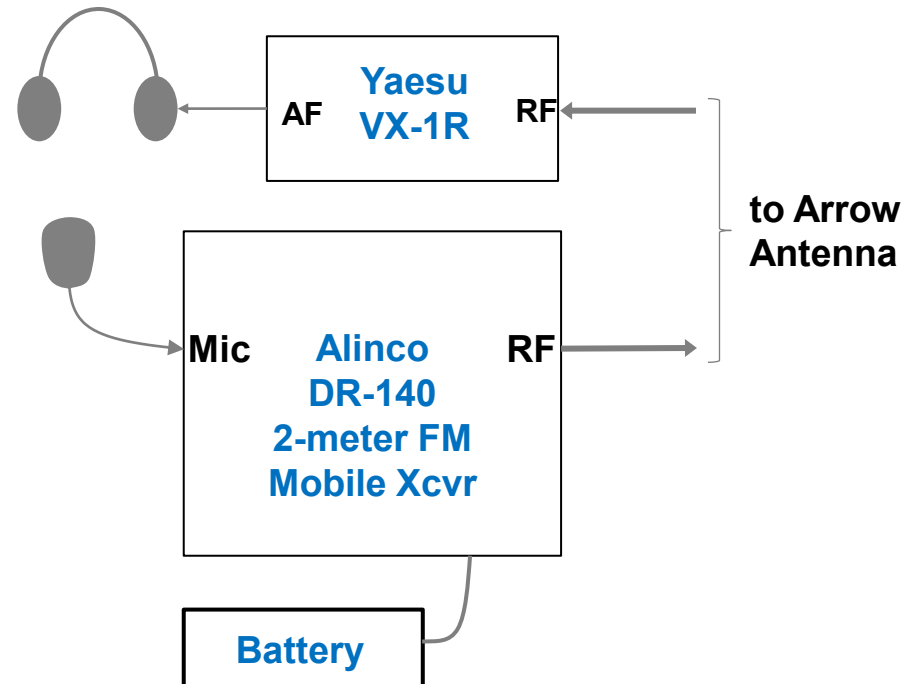 Yaesu
VX-1R
AF
RF
to Arrow
Antenna
Mic
Alinco
DR-140
2-meter FM
Mobile Xcvr
RF
Battery